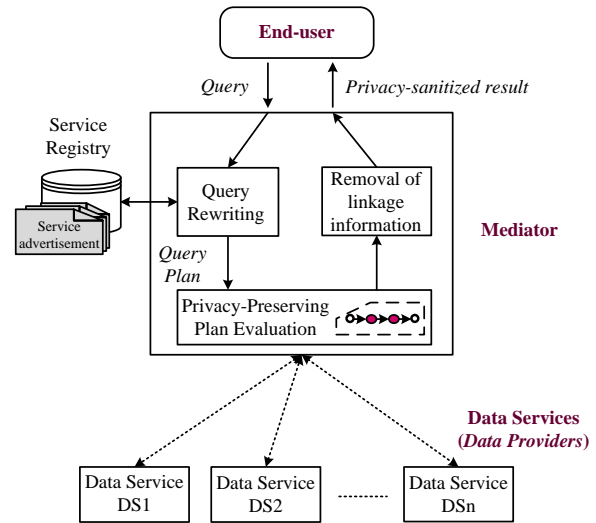 End-user
Query
Privacy-sanitized result
Service
Registry
Service
advertisement
Query
Rewriting
Removal of
linkage
information
Mediator
Query
Plan
Privacy-Preserving
Plan Evaluation
Data Services
(Data Providers)
Data Service
DS1
Data Service
DS2
Data Service
DSn